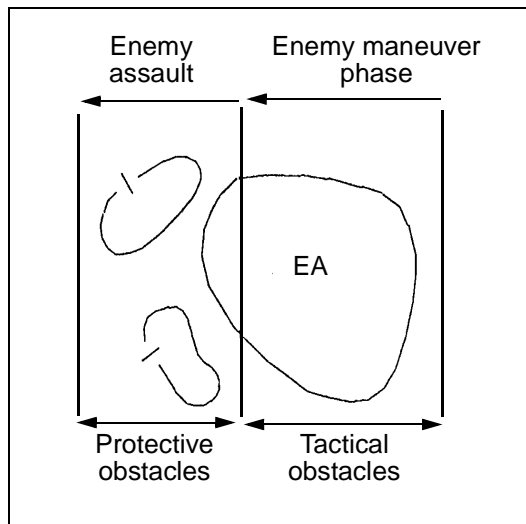 Enemy
assault
Enemy maneuver
phase
EA
Protective
obstacles
Tactical
obstacles